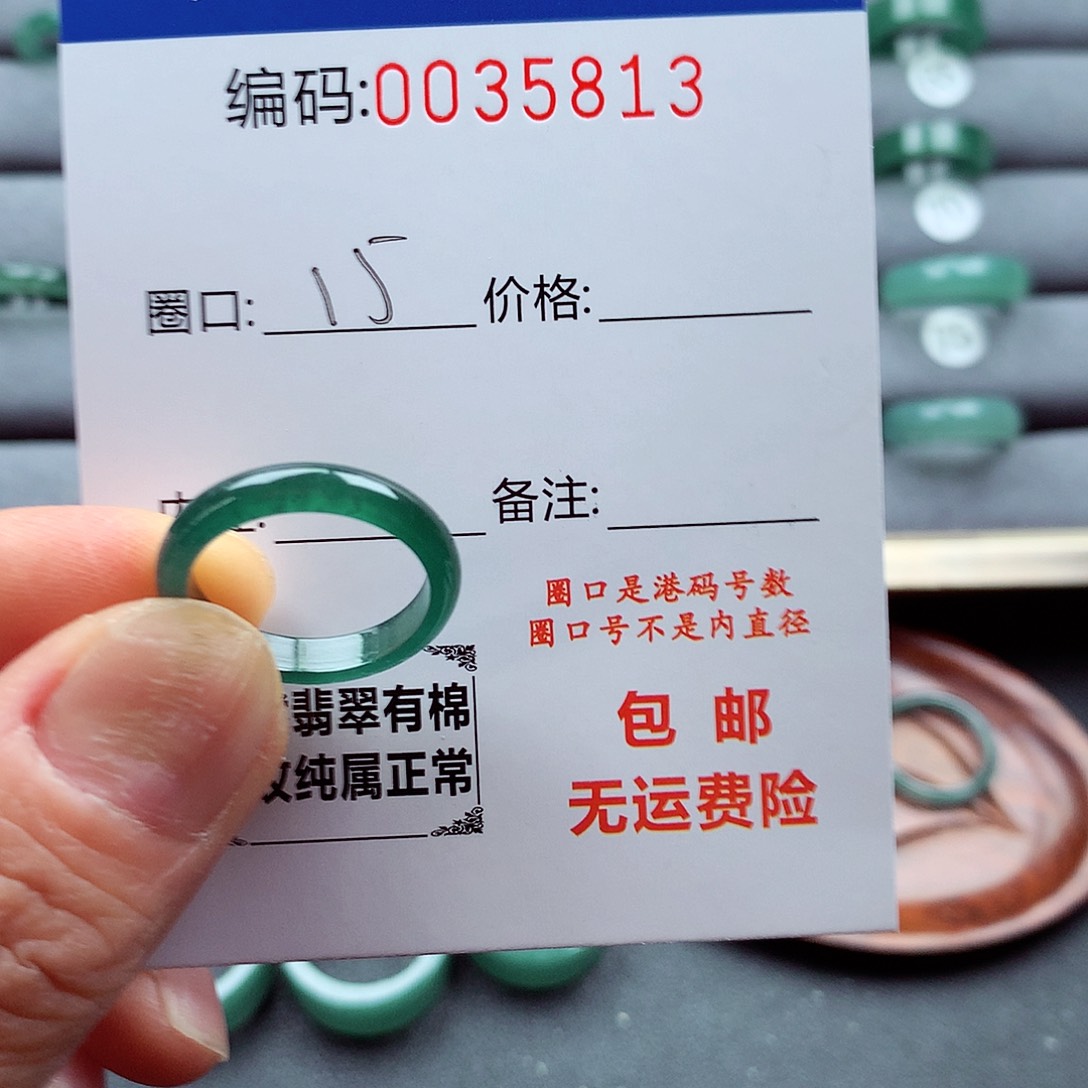 编码:0035813
圈口: 15 价格:
备注:
圈口是港码号数
圈口号不是内直径
翡翠有棉
纹纯属正常
包 邮
无运费险